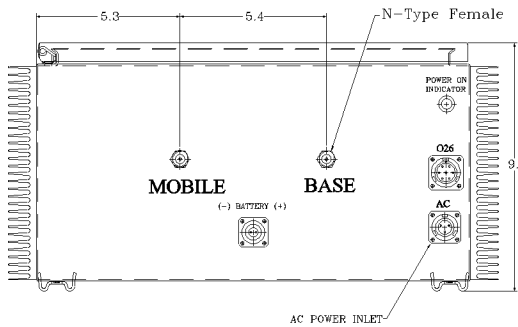 5.3
5.4
N-Type Female
POWER ON
INDICATOR
O26
9.
MOBILE
BASE
(-) BATTERY (+)
AC
AC POWER INLET